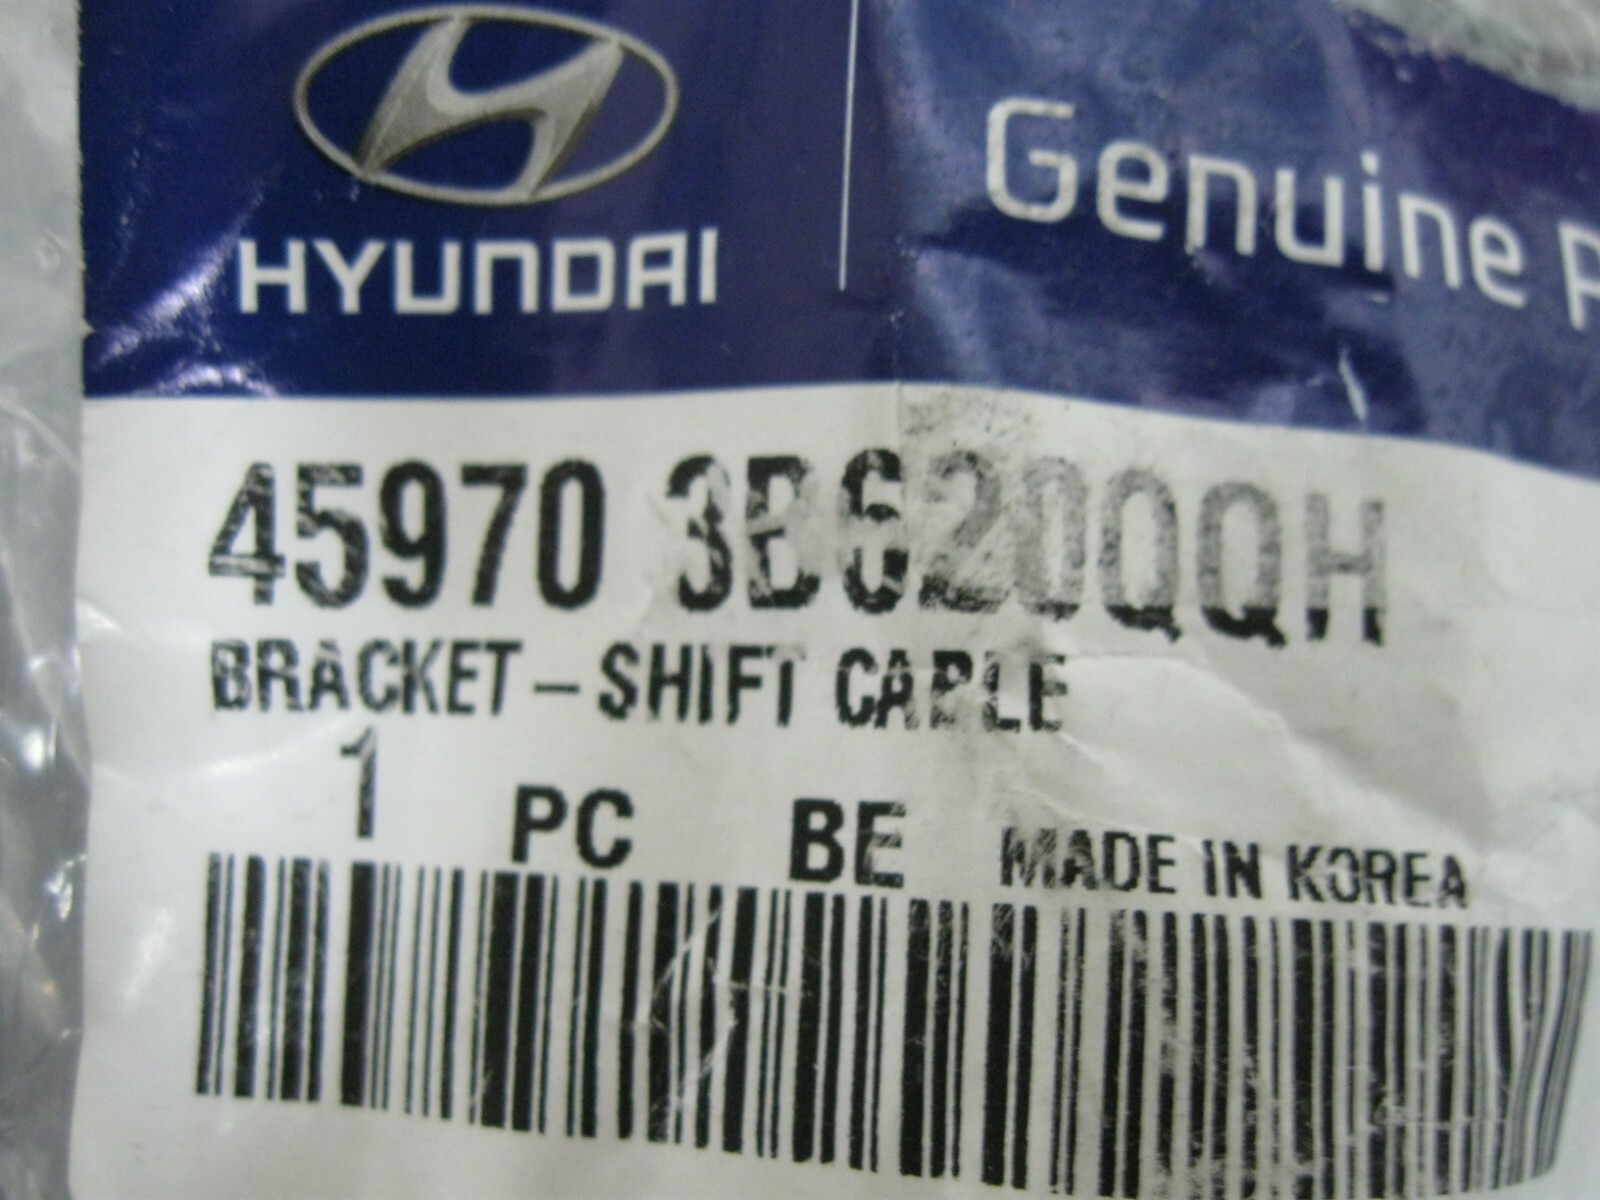 HYUNDAI
Genuine P
45970 3B620QQH
BRACKET-SHIFT CABLE
1 PC BE MADE IN KOREA